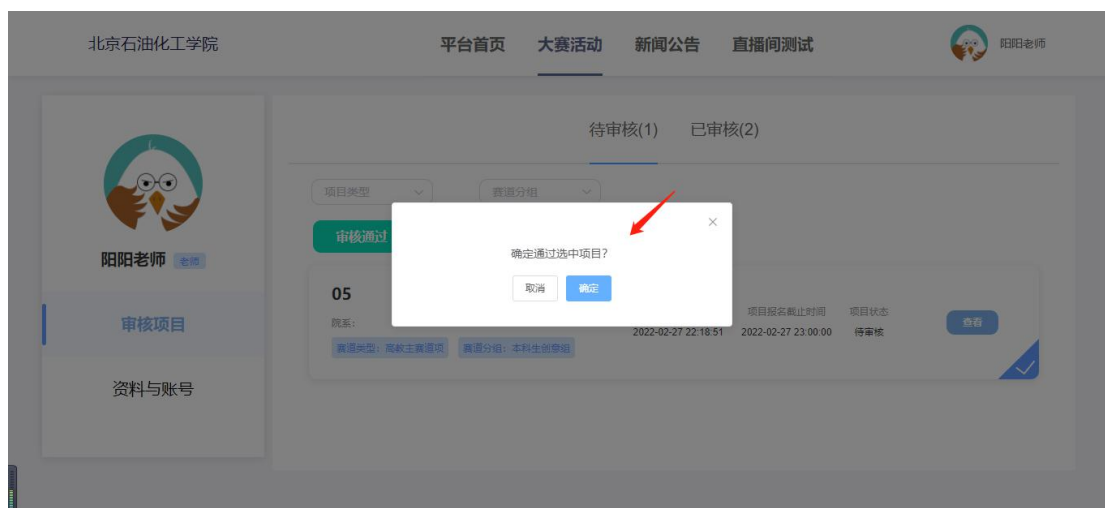 北京石油化工学院
平台首页 大赛活动 新闻公告 直播间测试
阳阳老师
待审核(1) 已审核(2)
项目类型 赛道分组
审核通过
确定通过选中项目?
取消 确定
阳阳老师 老师
审核项目
资料与账号
05
院系:
赛道类型: 高教主赛道项 赛道分组: 本科生创意组
2022-02-27 22:18:51
项目报名截止时间
2022-02-27 23:00:00
项目状态
待审核
查看